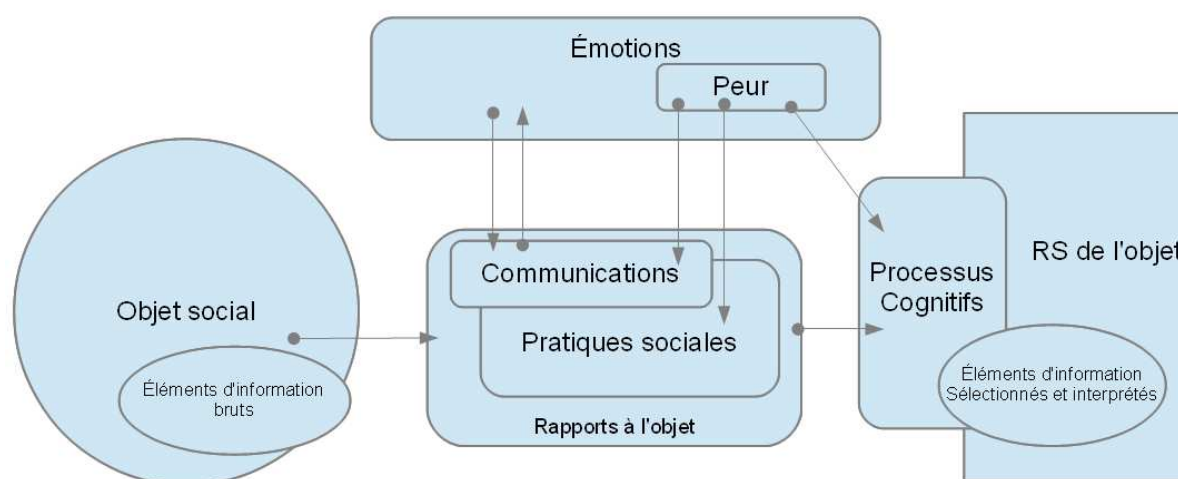 Émotions
Peur
Communications
Pratiques sociales
Rapports à l'objet
Objet social
Éléments d'information
bruts
Processus
Cognitifs
RS de l'objet
Éléments d'information
Sélectionnés et interprétés